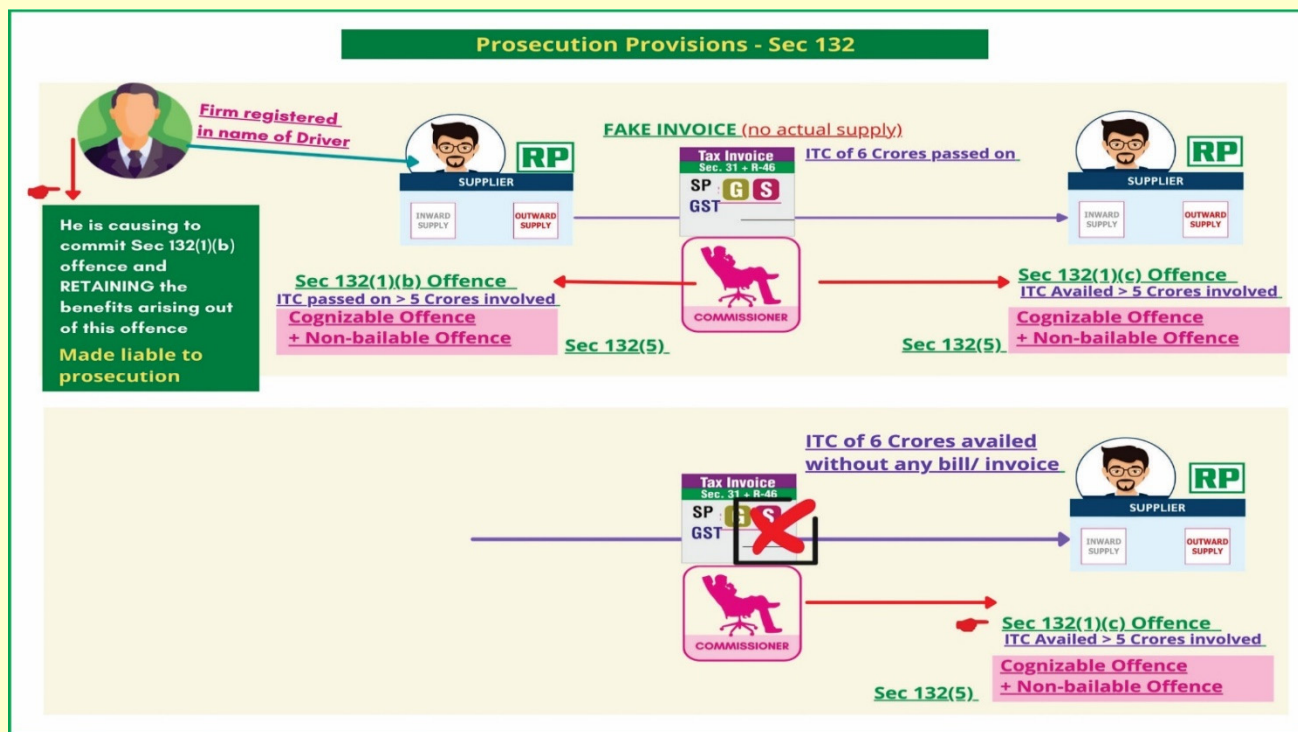 Prosecution Provisions - Sec 132
Firm registered
in name of Driver
RP
SUPPLIER
INWARD
SUPPLY
OUTWARD
SUPPLY
FAKE INVOICE (no actual supply)
Tax Invoice
Sec. 31 + R-46
SP : G S
GST
ITC of 6 Crores passed on
RP
SUPPLIER
INWARD
SUPPLY
OUTWARD
SUPPLY
He is causing to
commit Sec 132(1)(b)
offence and
RETAINING the
benefits arising out
of this offence
Made liable to
prosecution
Sec 132(1)(b) Offence
ITC passed on > 5 Crores involved
Cognizable Offence
+ Non-bailable Offence
Sec 132(5)
COMMISSIONER
Sec 132(1)(c) Offence
ITC Availed > 5 Crores involved
Cognizable Offence
+ Non-bailable Offence
Sec 132(5)
ITC of 6 Crores availed
without any bill/ invoice
Tax Invoice
Sec. 31 + R-46
SP : G S
GST
RP
SUPPLIER
INWARD
SUPPLY
OUTWARD
SUPPLY
COMMISSIONER
Sec 132(1)(c) Offence
ITC Availed > 5 Crores involved
Cognizable Offence
+ Non-bailable Offence
Sec 132(5)